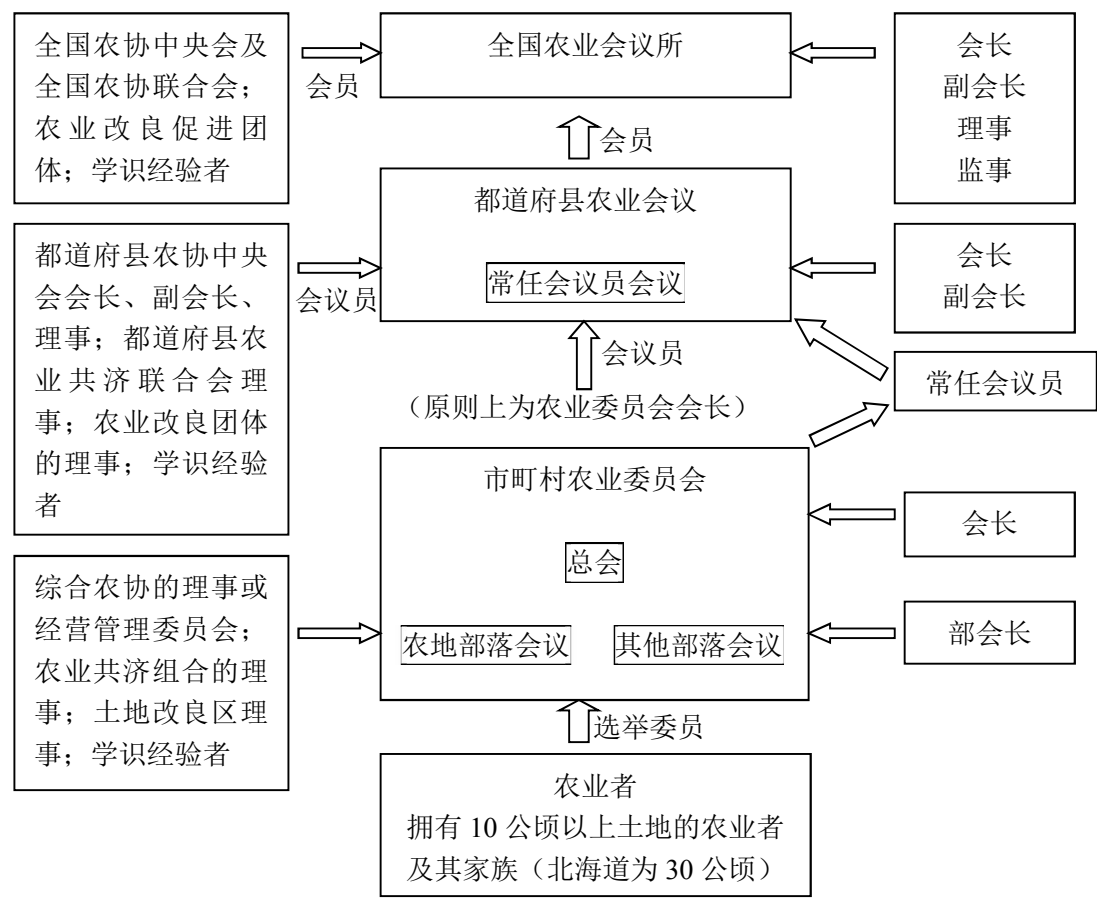 全国农协中央会及
全国农协联合会；
农业改良促进团
体；学识经验者
会员
全国农业会议所
会长
副会长
理事
监事
会员
都道府县农协中央
会会长、副会长、
理事；都道府县农
业共济联合会理
事；农业改良团体
的理事；学识经验
者
会议员
都道府县农业会议
常任会议员会议
会长
副会长
会议员
（原则上为农业委员会会长）
常任会议员
综合农协的理事或
经营管理委员会；
农业共济组合的理
事；土地改良区理
事；学识经验者
市町村农业委员会
总会
农地部落会议
其他部落会议
会长
部会长
选举委员
农业者
拥有 10 公顷以上土地的农业者
及其家族（北海道为 30 公顷）